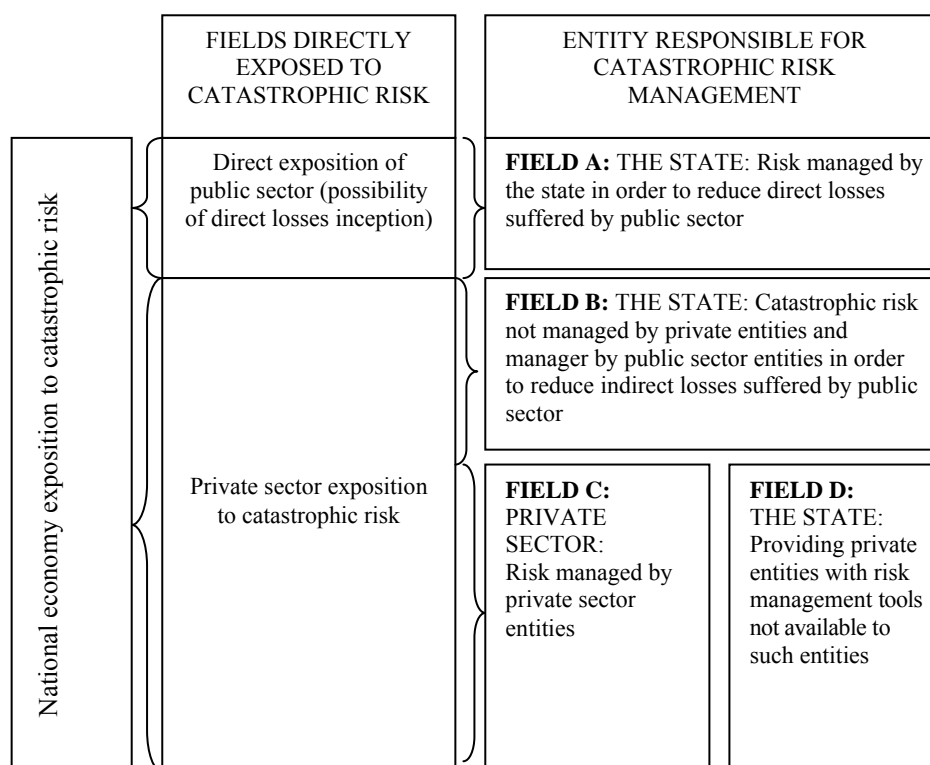 FIELDS DIRECTLY
EXPOSED TO
CATASTROPHIC RISK
ENTITY RESPONSIBLE FOR
CATASTROPHIC RISK
MANAGEMENT
National economy exposition to catastrophic risk
Direct exposition of
public sector (possibility
of direct losses inception)
FIELD A: THE STATE: Risk managed by
the state in order to reduce direct losses
suffered by public sector
Private sector exposition
to catastrophic risk
FIELD B: THE STATE: Catastrophic risk
not managed by private entities and
manager by public sector entities in order
to reduce indirect losses suffered by public
sector
FIELD C:
PRIVATE
SECTOR:
Risk managed by
private sector
entities
FIELD D:
THE STATE:
Providing private
entities with risk
management tools
not available to
such entities